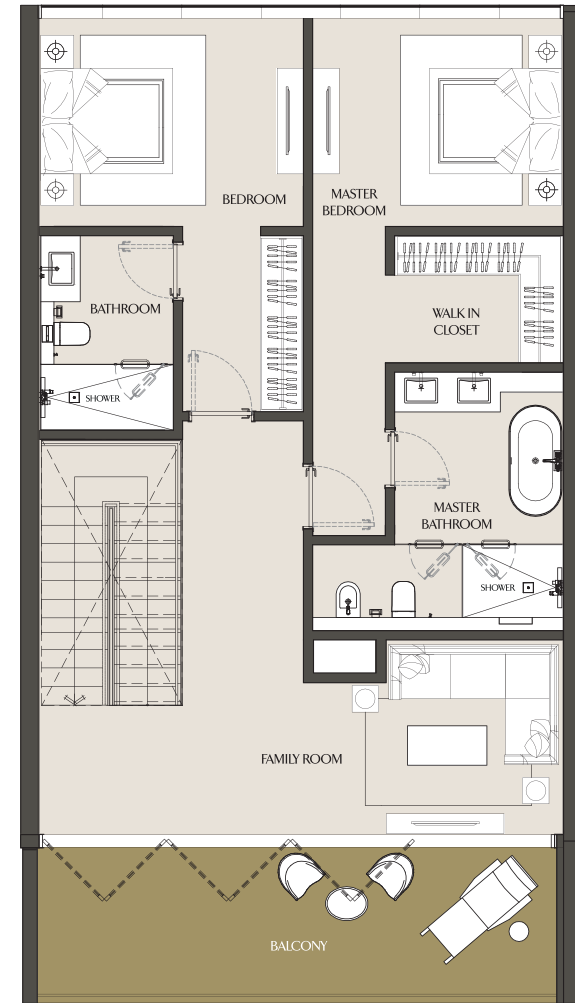 BEDROOM
MASTER
BEDROOM
BATHROOM
WALK IN
CLOSET
SHOWER
MASTER
BATHROOM
SHOWER
FAMILY ROOM
BALCONY